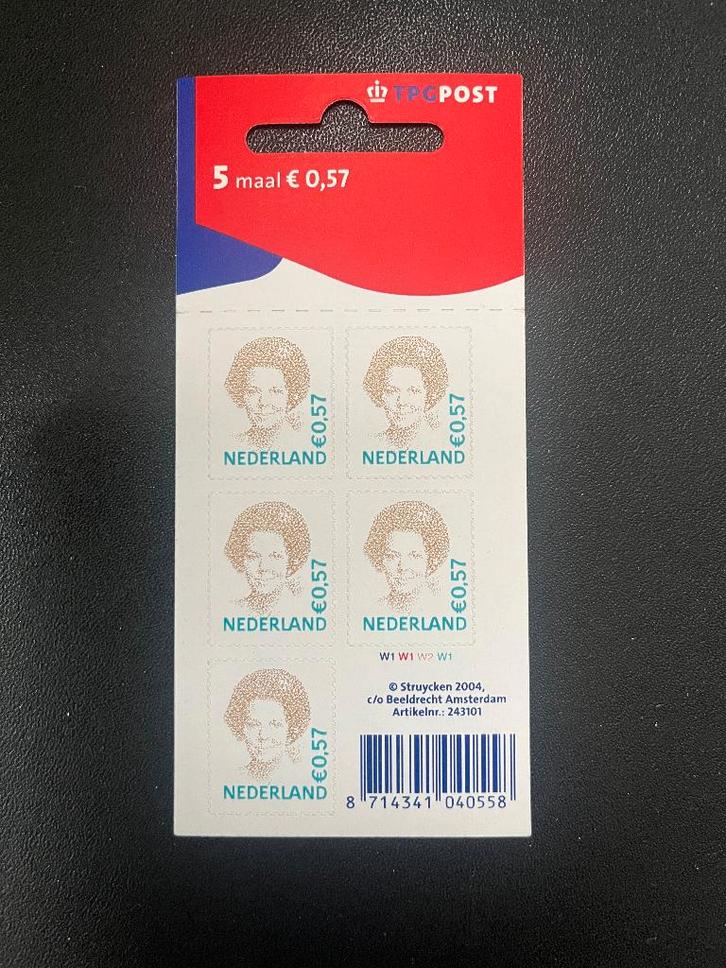 TPGPOST
5 maal € 0,57
€0,57
NEDERLAND
€0,57
NEDERLAND
€0,57
NEDERLAND
€0,57
NEDERLAND
€0,57
NEDERLAND
W1 W1 W2 W1
© Struycken 2004,
c/o Beeldrecht Amsterdam
Artikelnr.: 243101
8 714341 040558